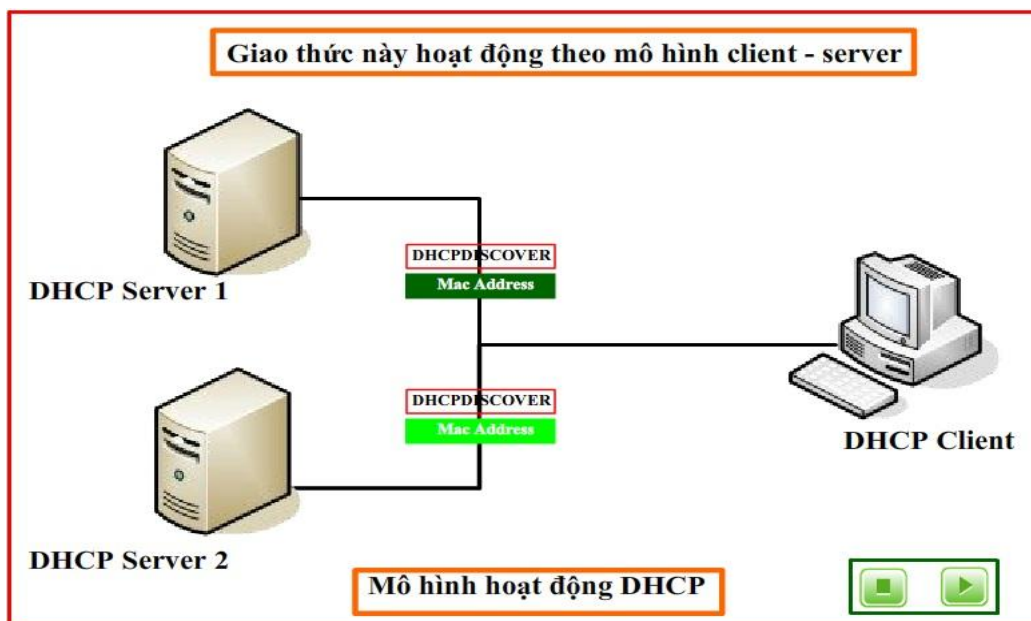 Giao thức này hoạt động theo mô hình client - server
DHCPDISCOVER
Mac Address
DHCP Server 1
DHCPDISCOVER
Mac Address
DHCP Client
DHCP Server 2
Mô hình hoạt động DHCP